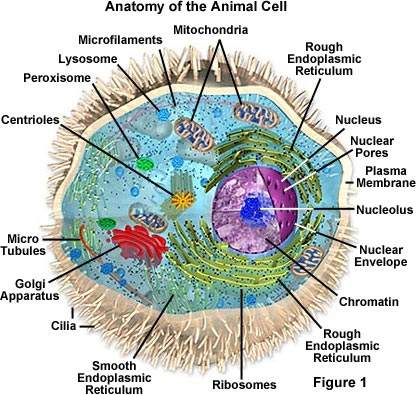 Anatomy of the Animal Cell
Mitochondria
Microfilaments
Lysosome
Peroxisome
Centrioles
Rough
Endoplasmic
Reticulum
Nucleus
Nuclear
Pores
Plasma
Membrane
Nucleolus
Nuclear
Envelope
Chromatin
Rough
Endoplasmic
Reticulum
Micro
Tubules
Golgi
Apparatus
Cilia
Smooth
Endoplasmic
Reticulum
Ribosomes
Figure 1